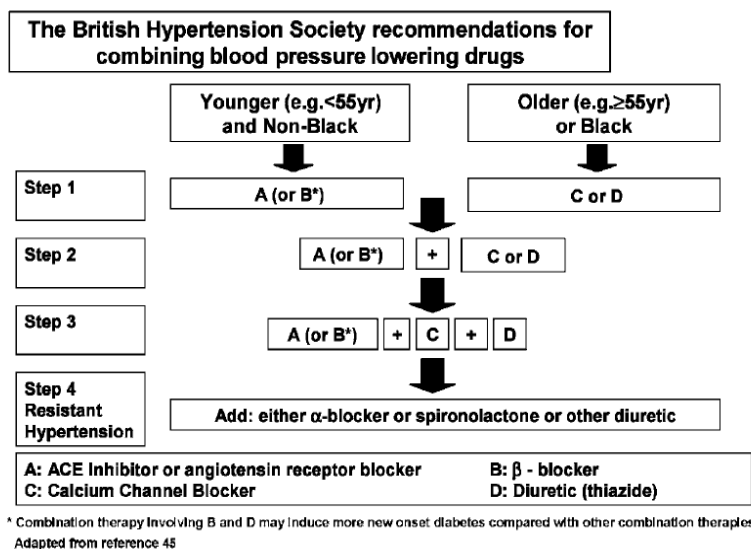 The British Hypertension Society recommendations for
combining blood pressure lowering drugs
Younger (e.g.<55yr)
and Non-Black
Older (e.g.≥55yr)
or Black
Step 1
A (or B*)
C or D
Step 2
A (or B*)
+
C or D
Step 3
A (or B*)
+
C
+
D
Step 4
Resistant
Hypertension
Add: either α-blocker or spironolactone or other diuretic
A: ACE Inhibitor or angiotensin receptor blocker
B: β - blocker
C: Calcium Channel Blocker
D: Diuretic (thiazide)
* Combination therapy involving B and D may induce more new onset diabetes compared with other combination therapies
Adapted from reference 45